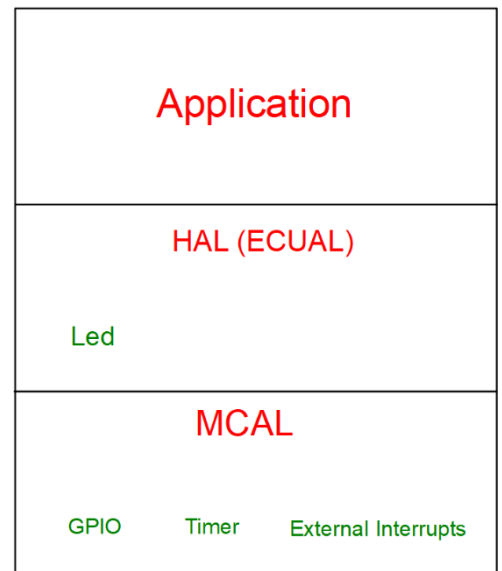 Application
HAL (ECUAL)
Led
MCAL
GPIO Timer External Interrupts